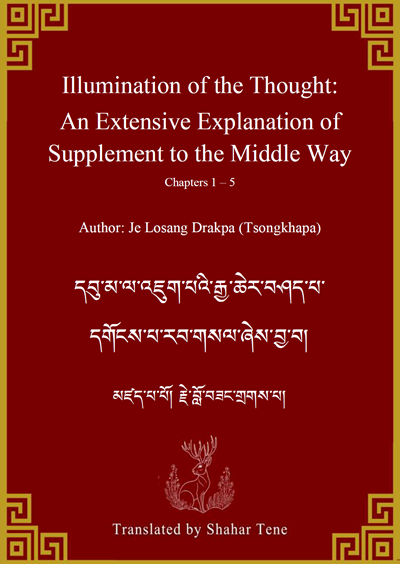 Illumination of the Thought:
An Extensive Explanation of
Supplement to the Middle Way
Chapters 1 – 5
Author: Je Losang Drakpa (Tsongkhapa)
དབུ་མ་ལ་འཇུག་པའི་རྒྱ་ཆེར་བཤད་པ་
དགོངས་པ་རབ་གསལ་ཞེས་བྱ་བ།
མཛད་པ་པོ། རྗེ་བློ་བཟང་གྲགས་པ།
Translated by Shahar Tene